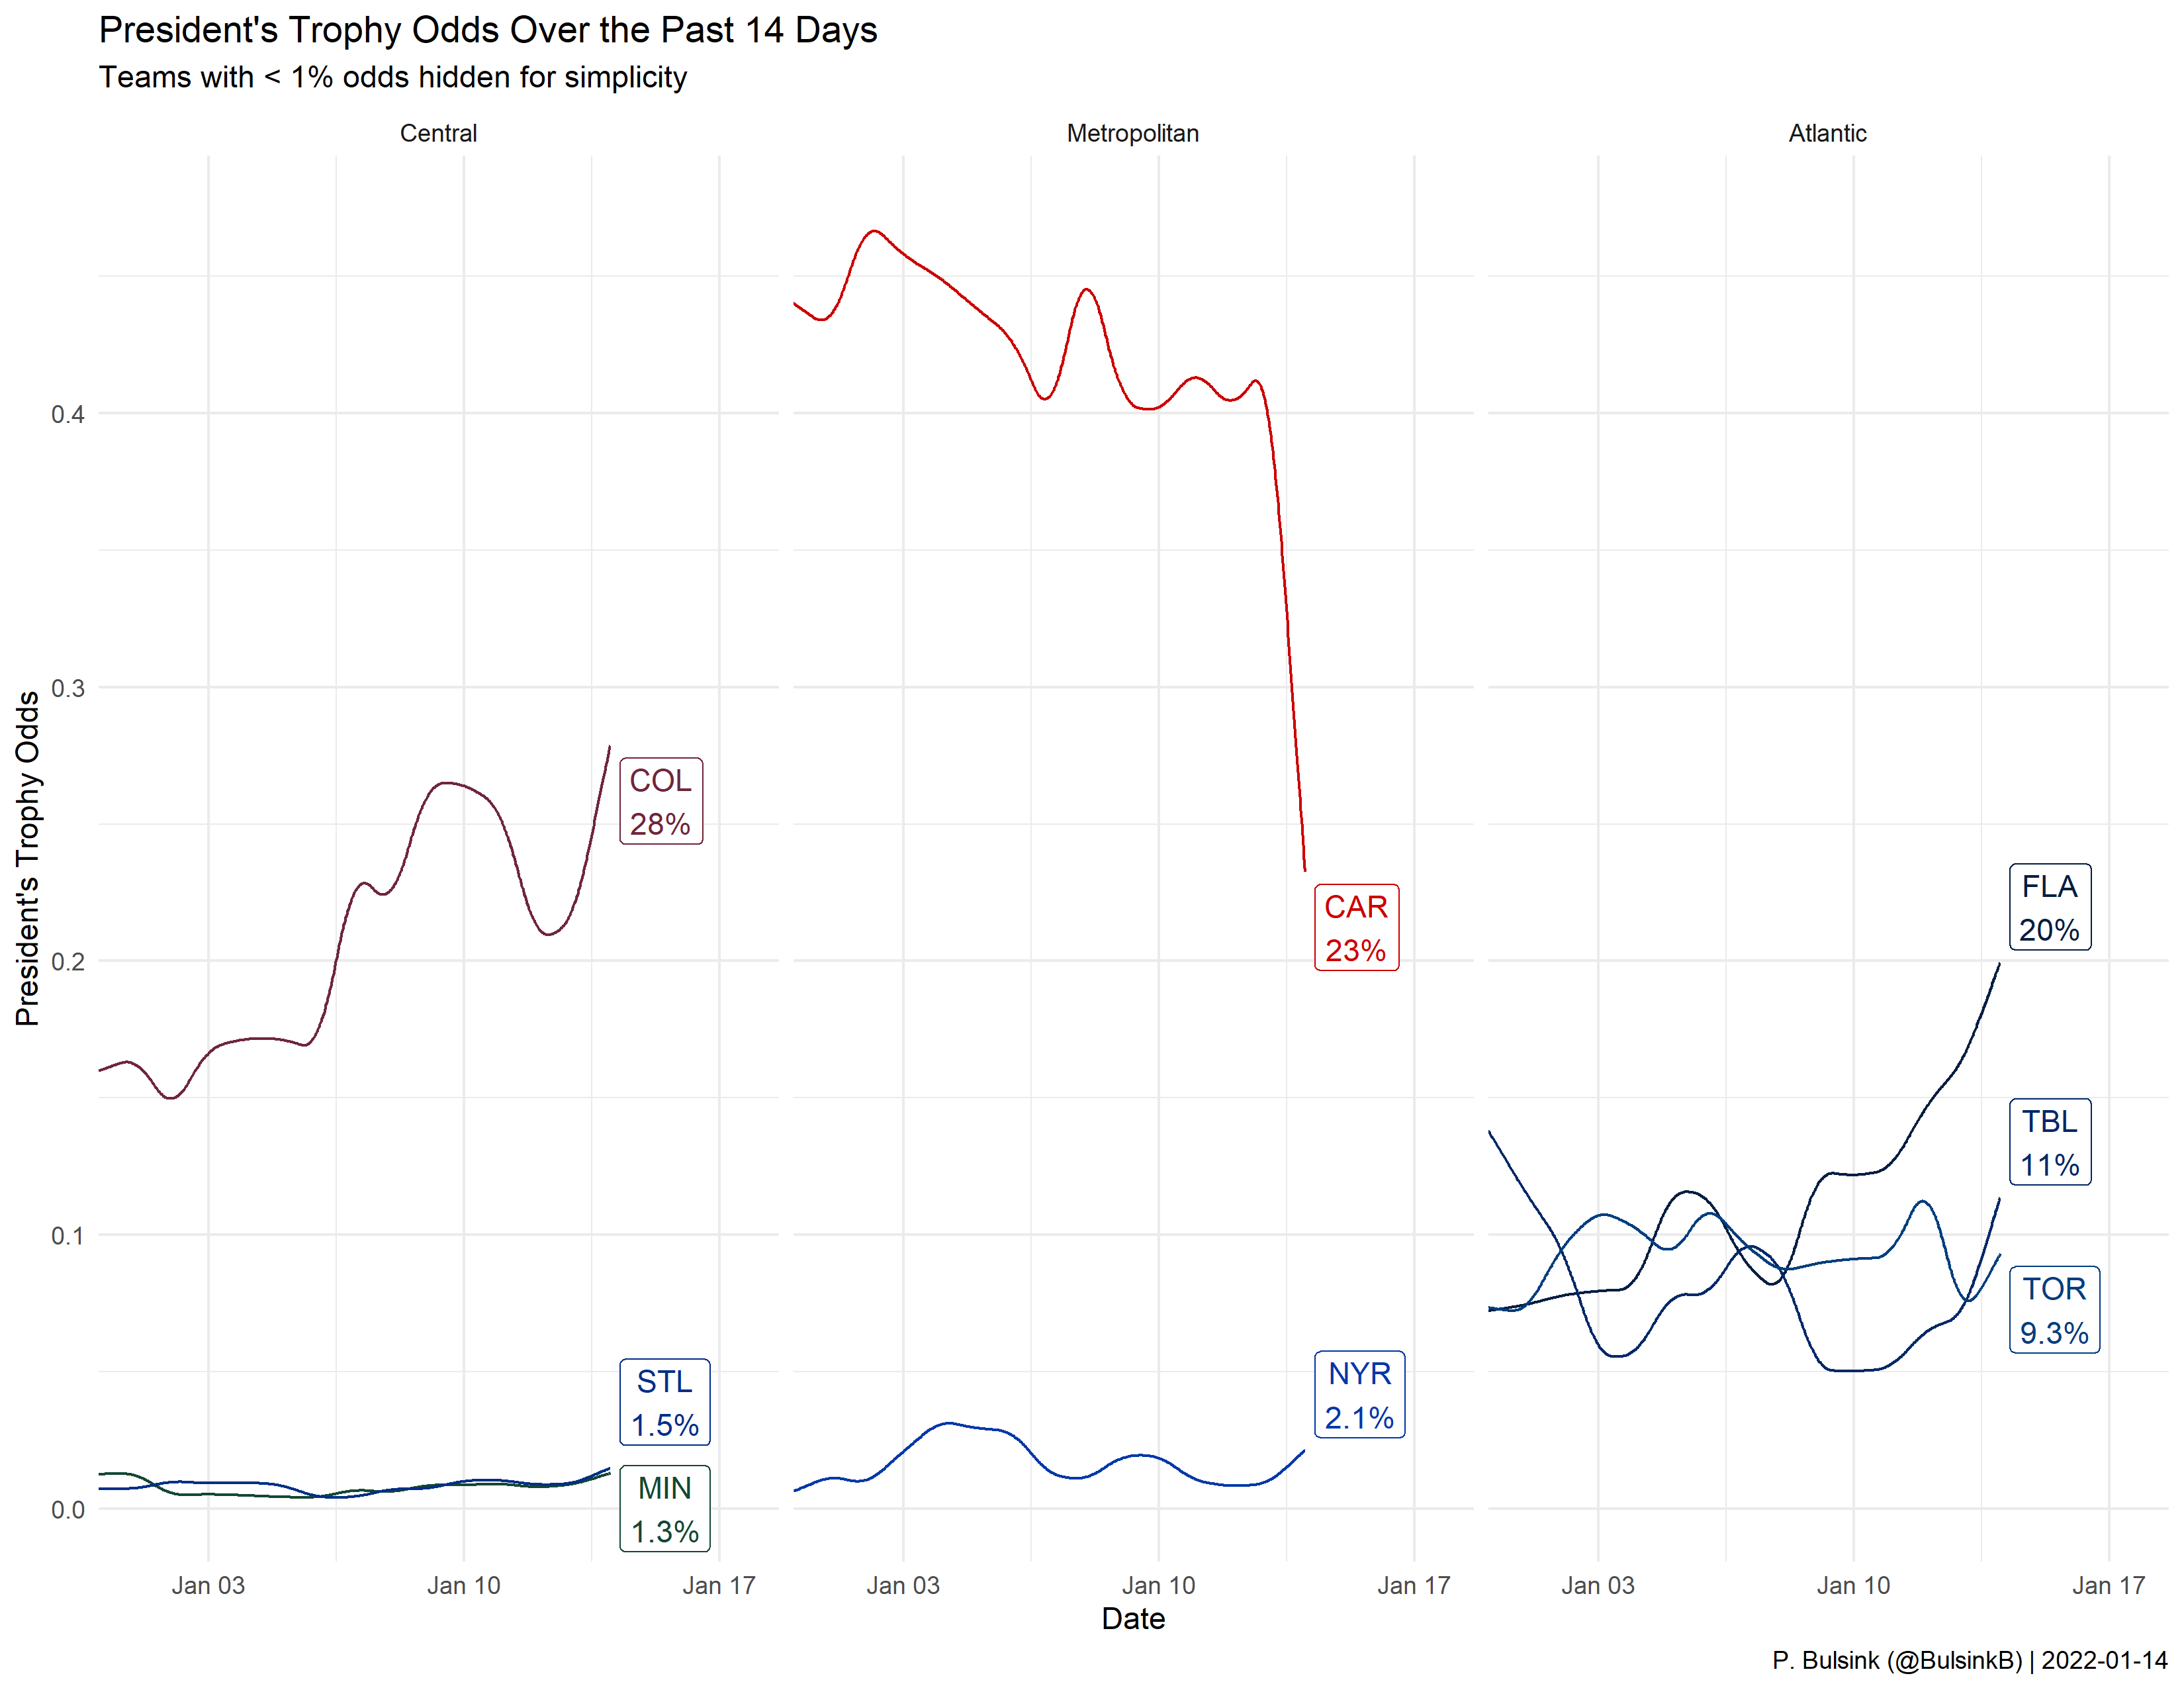 President's Trophy Odds Over the Past 14 Days
Teams with < 1% odds hidden for simplicity
Central
Metropolitan
Atlantic
President's Trophy Odds
0.4
0.3
0.2
0.1
0.0
COL
28%
STL
1.5%
MIN
1.3%
CAR
23%
NYR
2.1%
FLA
20%
TBL
11%
TOR
9.3%
Jan 03 Jan 10 Jan 17 Jan 03 Jan 10 Jan 17 Jan 03 Jan 10 Jan 17
Date
P. Bulsink (@BulsinkB) | 2022-01-14